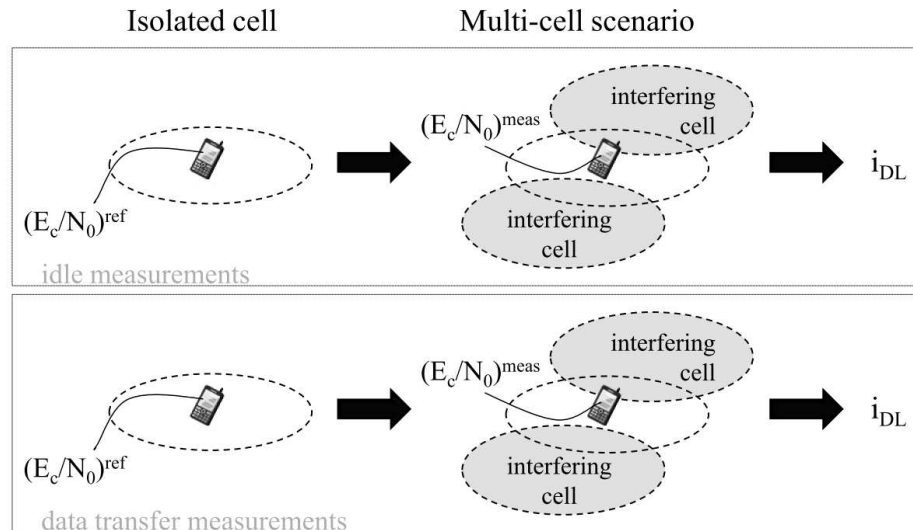 Isolated cell
Multi-cell scenario
interfering
cell
(E_c/N_0)^meas
i_DL
(E_c/N_0)^ref
interfering
cell
idle measurements
interfering
cell
(E_c/N_0)^meas
i_DL
(E_c/N_0)^ref
interfering
cell
data transfer measurements